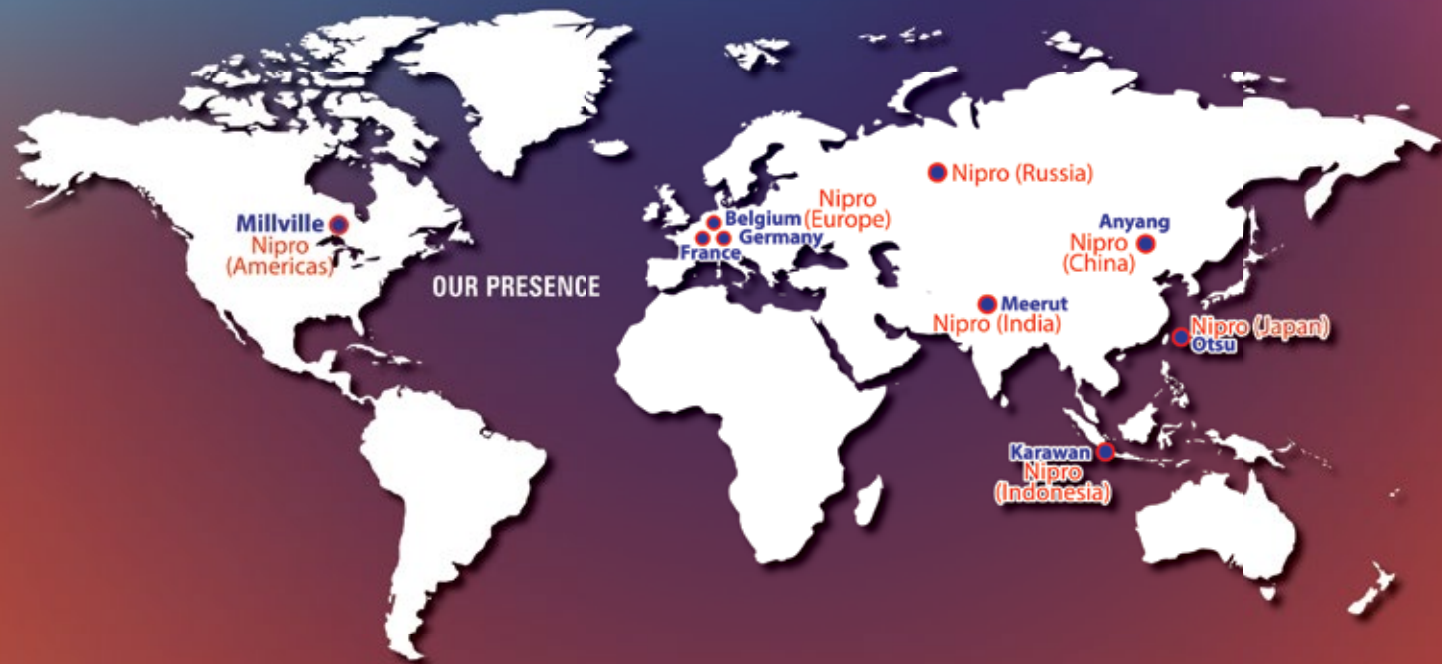 Millville
Nipro
(Americas)
OUR PRESENCE
Nipro
(Europe)
Belgium
Germany
France
Nipro (Russia)
Anyang
Nipro
(China)
Meerut
Nipro (India)
Nipro (Japan)
Otsu
Karawan
Nipro
(Indonesia)